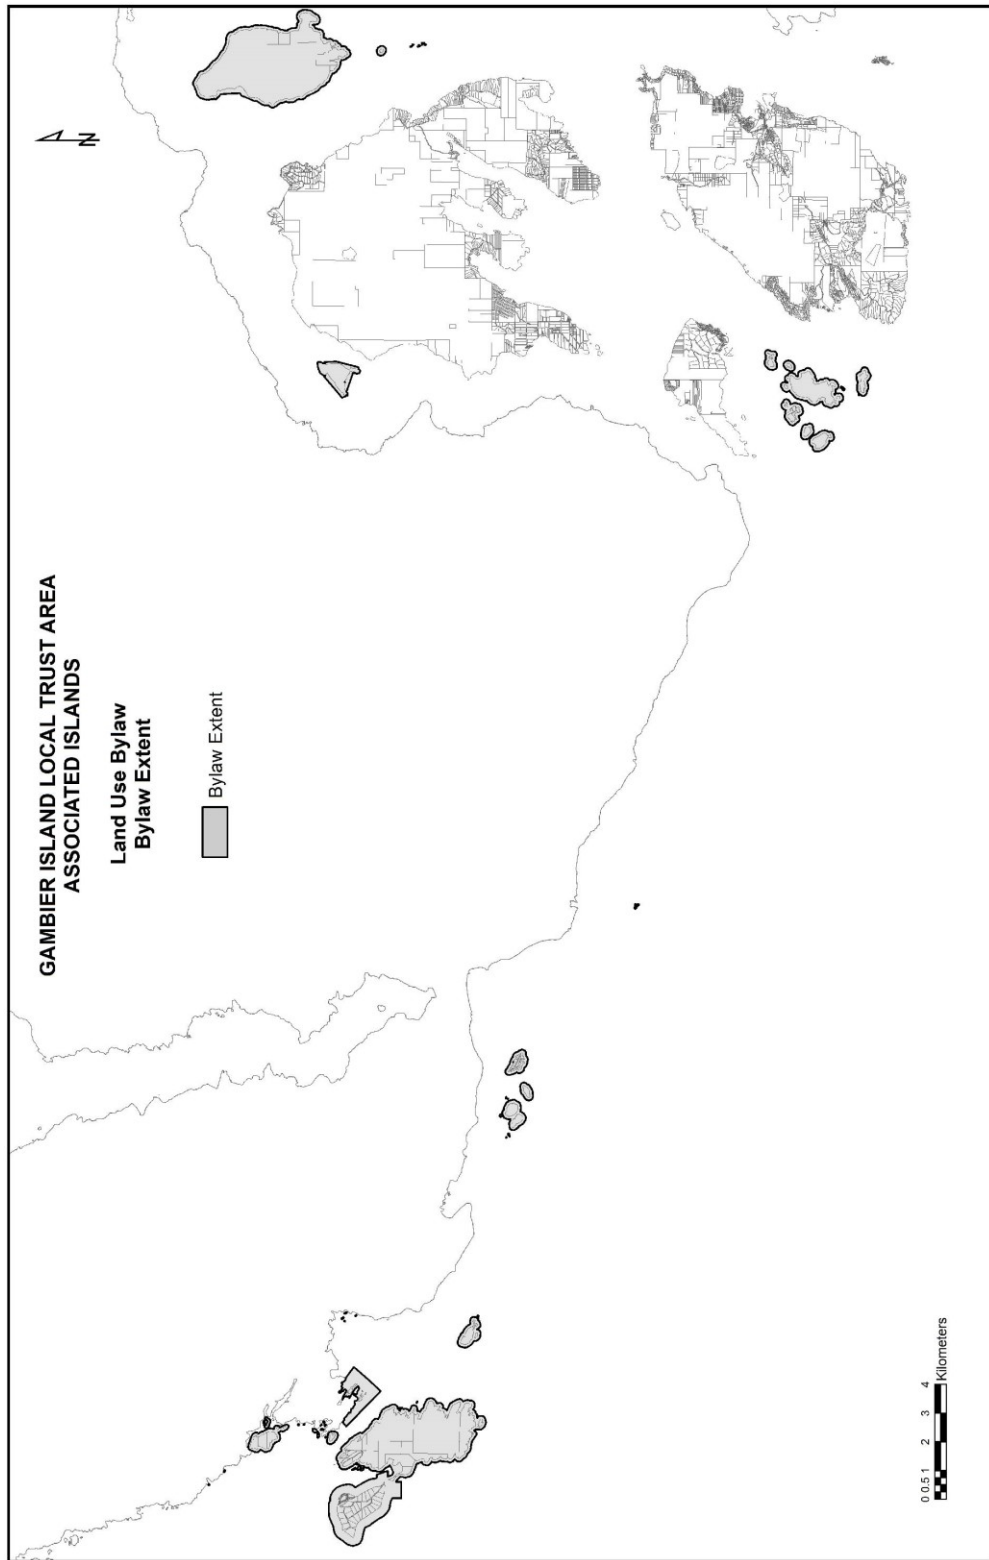 GAMBIER ISLAND LOCAL TRUST AREA
ASSOCIATED ISLANDS
Land Use Bylaw
Bylaw Extent
Bylaw Extent
N
0 0.5 1 2 3 4
Kilometers